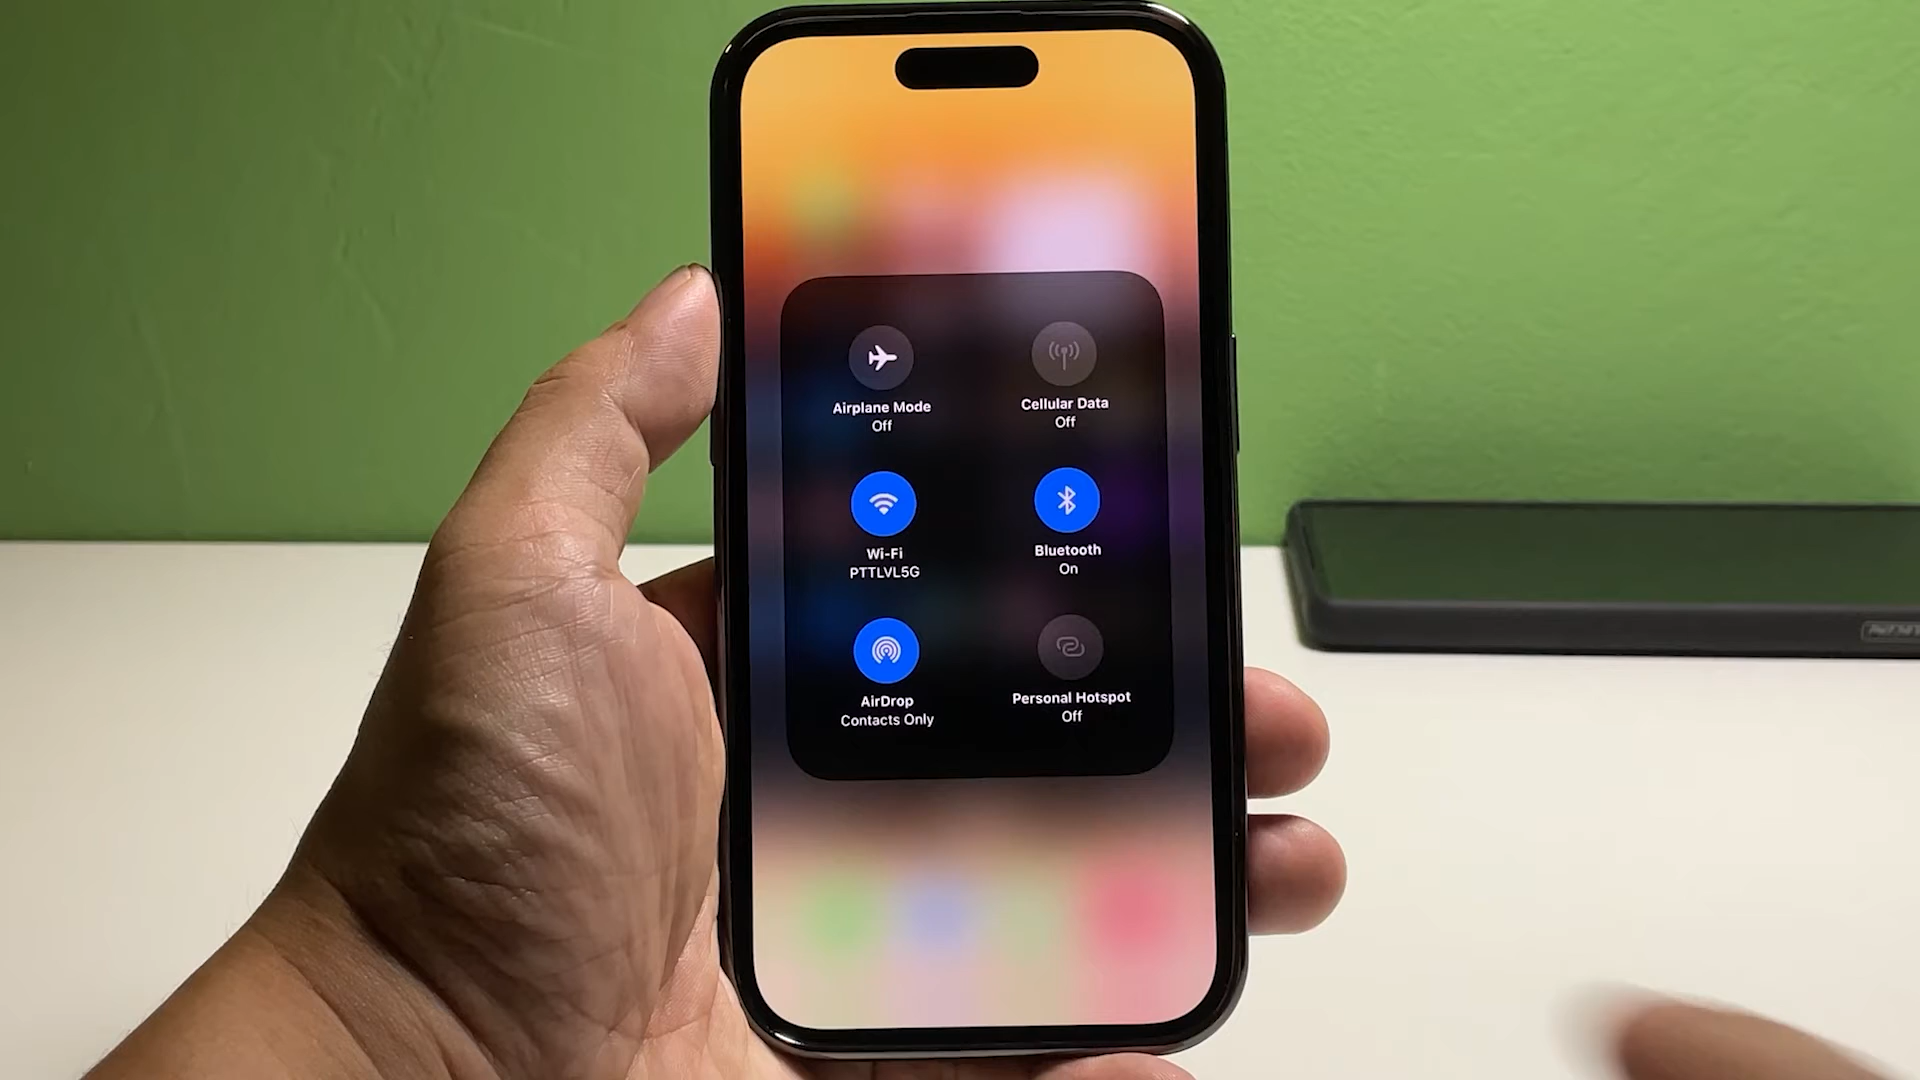 Airplane Mode
Off
Cellular Data
Off
Wi-Fi
PTTLVL5G
Bluetooth
On
AirDrop
Contacts Only
Personal Hotspot
Off